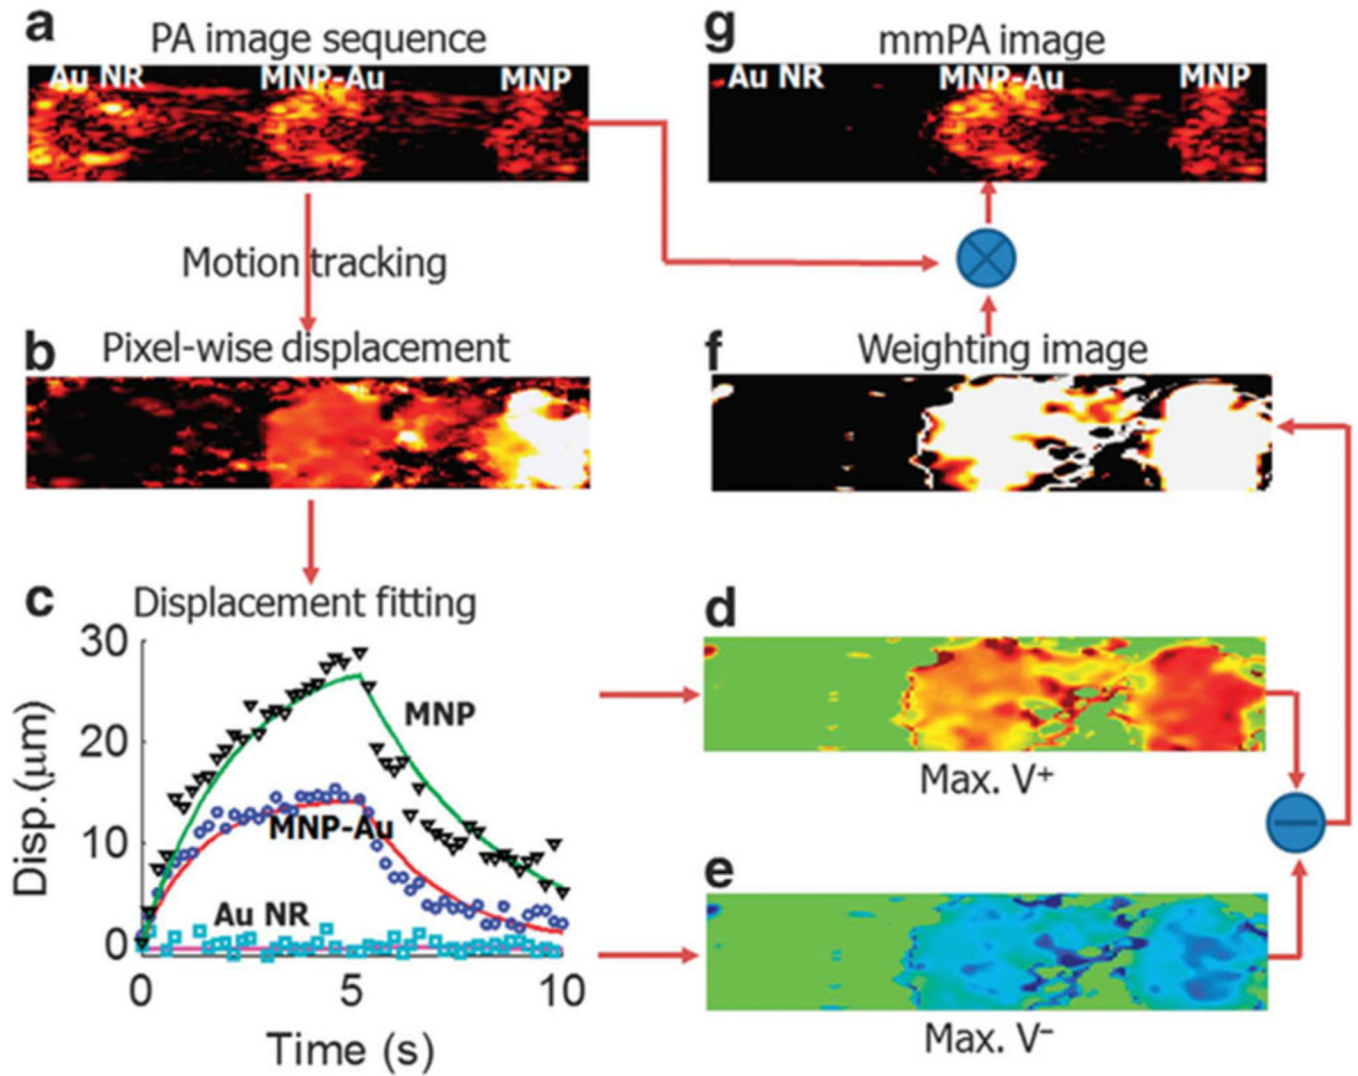 a
PA image sequence
Au NR MNP-Au MNP
Motion tracking
b
Pixel-wise displacement
c
Displacement fitting
30
20
10
0
Disp.(μm)
MNP
MNP-Au
Au NR
0 5 10
Time (s)
g
mmPA image
Au NR MNP-Au MNP
f
Weighting image
d
Max. V⁺
e
Max. V⁻